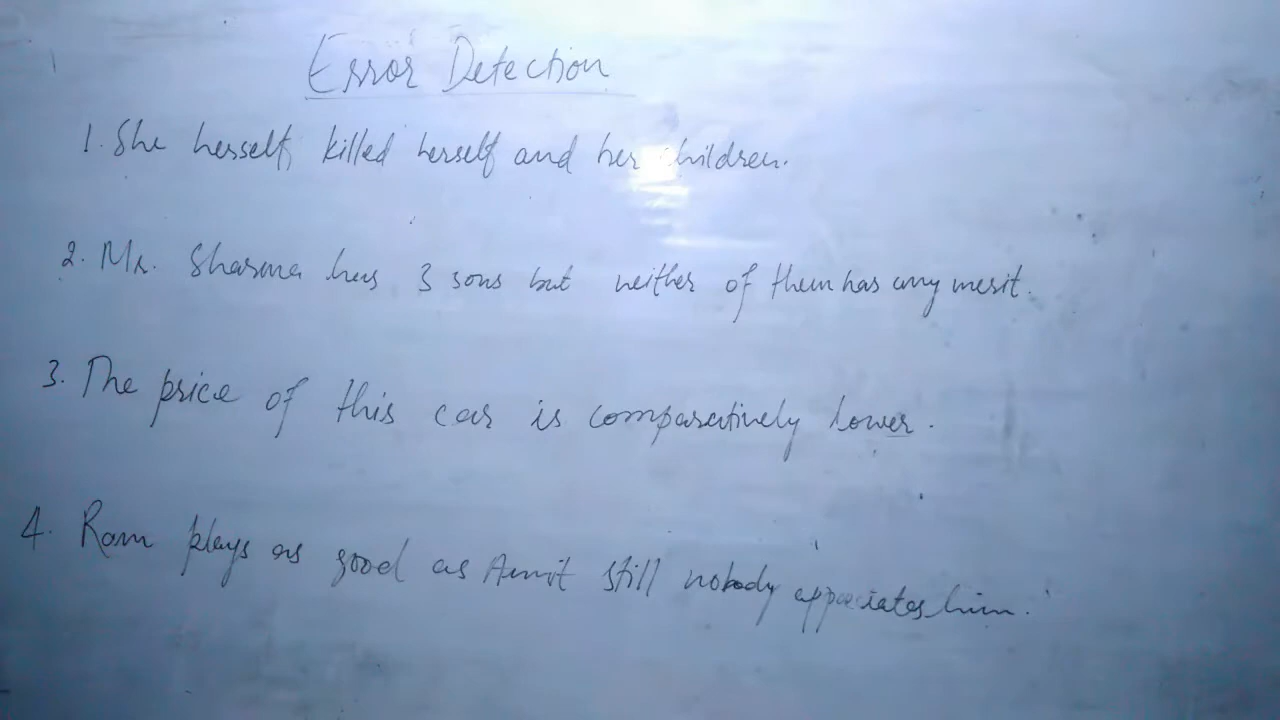 Error Detection
1. She herself, killed herself and her children.
2. Mr. Sharma has 3 sons but neither of them has any merit.
3. The price of this car is comparatively lower.
4. Ram plays as good as Amit still nobody appreciates him.